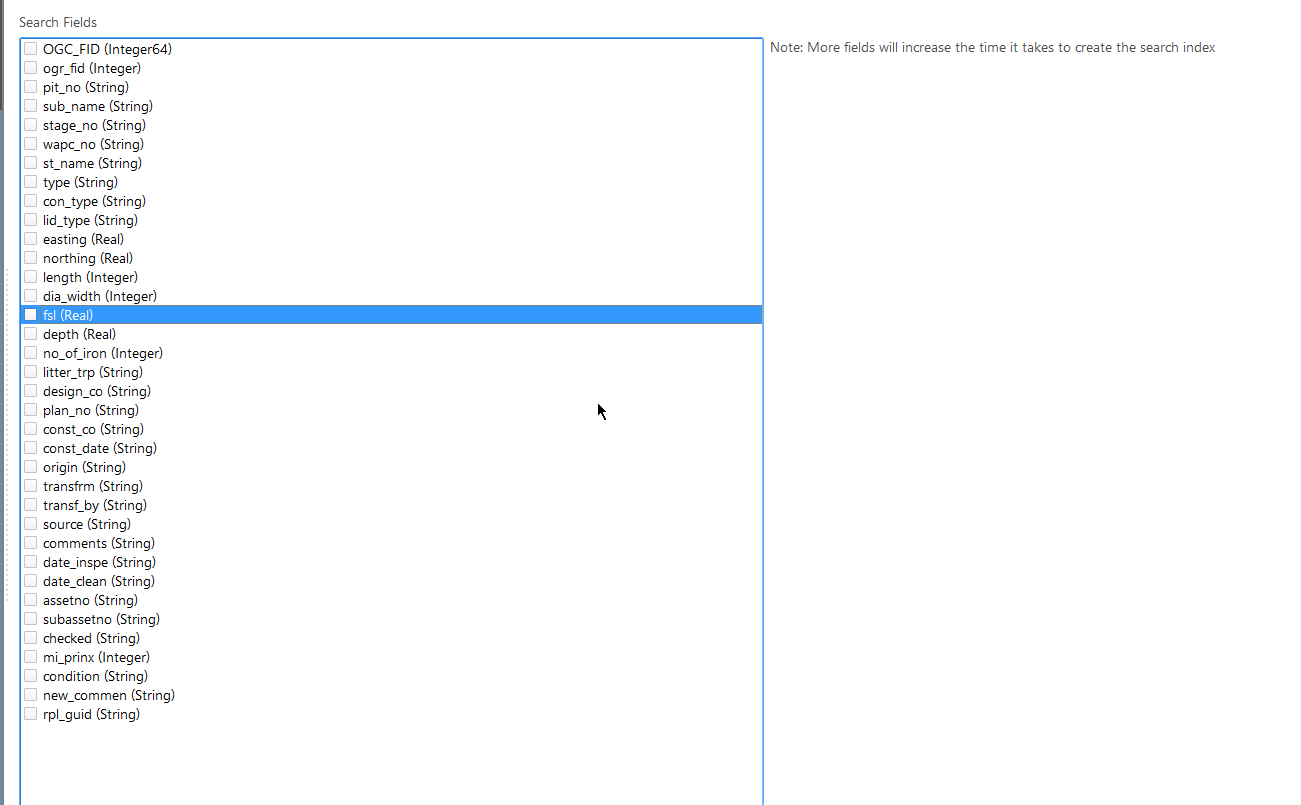 Search Fields
OGC_FID (Integer64)
Note: More fields will increase the time it takes to create the search index
ogr_fid (Integer)
pit_no (String)
sub_name (String)
stage_no (String)
wapc_no (String)
st_name (String)
type (String)
con_type (String)
lid_type (String)
easting (Real)
northing (Real)
length (Integer)
dia_width (Integer)
fsl (Real)
depth (Real)
no_of_iron (Integer)
litter_trp (String)
design_co (String)
plan_no (String)
const_co (String)
const_date (String)
origin (String)
transfrm (String)
transf_by (String)
source (String)
comments (String)
date_inspe (String)
date_clean (String)
assetno (String)
subassetno (String)
checked (String)
mi_prinx (Integer)
condition (String)
new_commen (String)
rpl_guid (String)